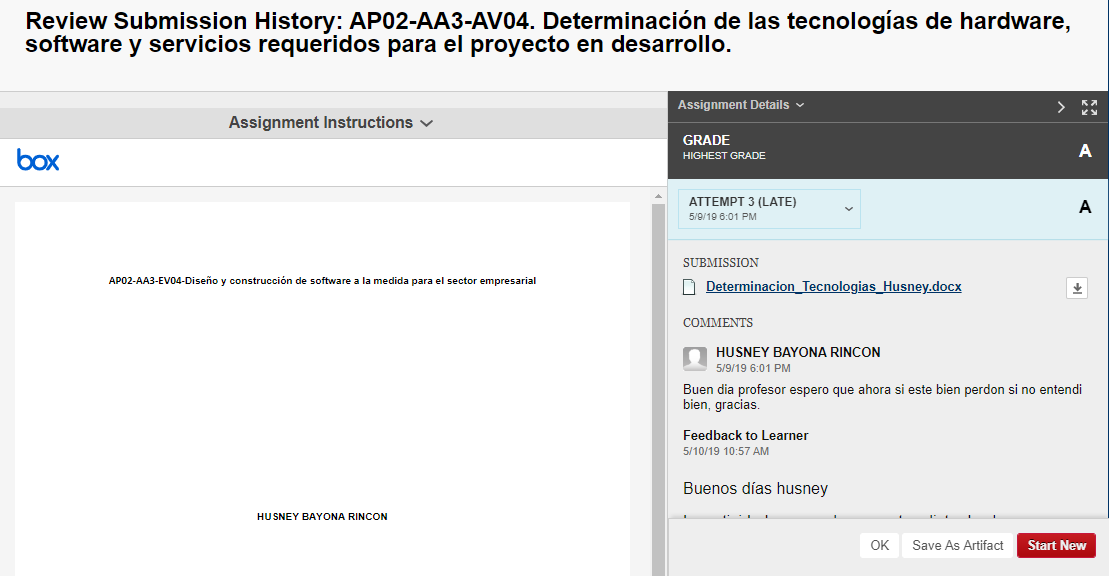 Review Submission History: AP02-AA3-AV04. Determinación de las tecnologías de hardware,
software y servicios requeridos para el proyecto en desarrollo.
Assignment Instructions
box
AP02-AA3-EV04-Diseño y construcción de software a la medida para el sector empresarial
HUSNEY BAYONA RINCON
Assignment Details
GRADE
HIGHEST GRADE
A
ATTEMPT 3 (LATE)
5/9/19 6:01 PM
A
SUBMISSION
Determinacion_Tecnologias_Husney.docx
COMMENTS
HUSNEY BAYONA RINCON
5/9/19 6:01 PM
Buen dia profesor espero que ahora si este bien perdon si no entendi
bien, gracias.
Feedback to Learner
5/10/19 10:57 AM
Buenos días husney
OK
Save As Artifact
Start New